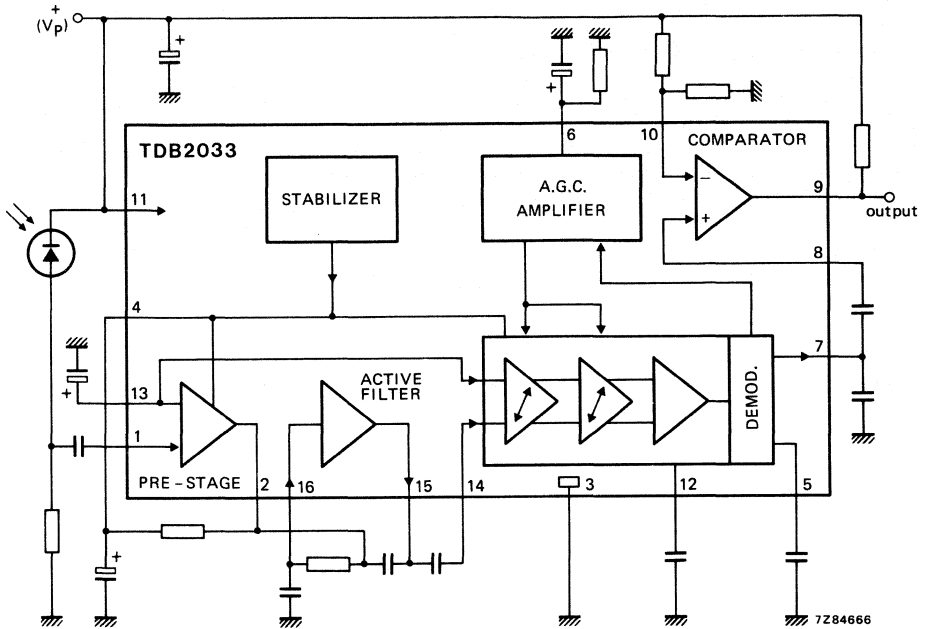 +
(Vp)
+
+
6
10
COMPARATOR
TDB2033
STABILIZER
A.G.C.
AMPLIFIER
−
+
9
output
11
8
4
7
ACTIVE
FILTER
DEMOD.
+
13
1
PRE-STAGE
2
16
15
14
3
12
5
+
7Z84666